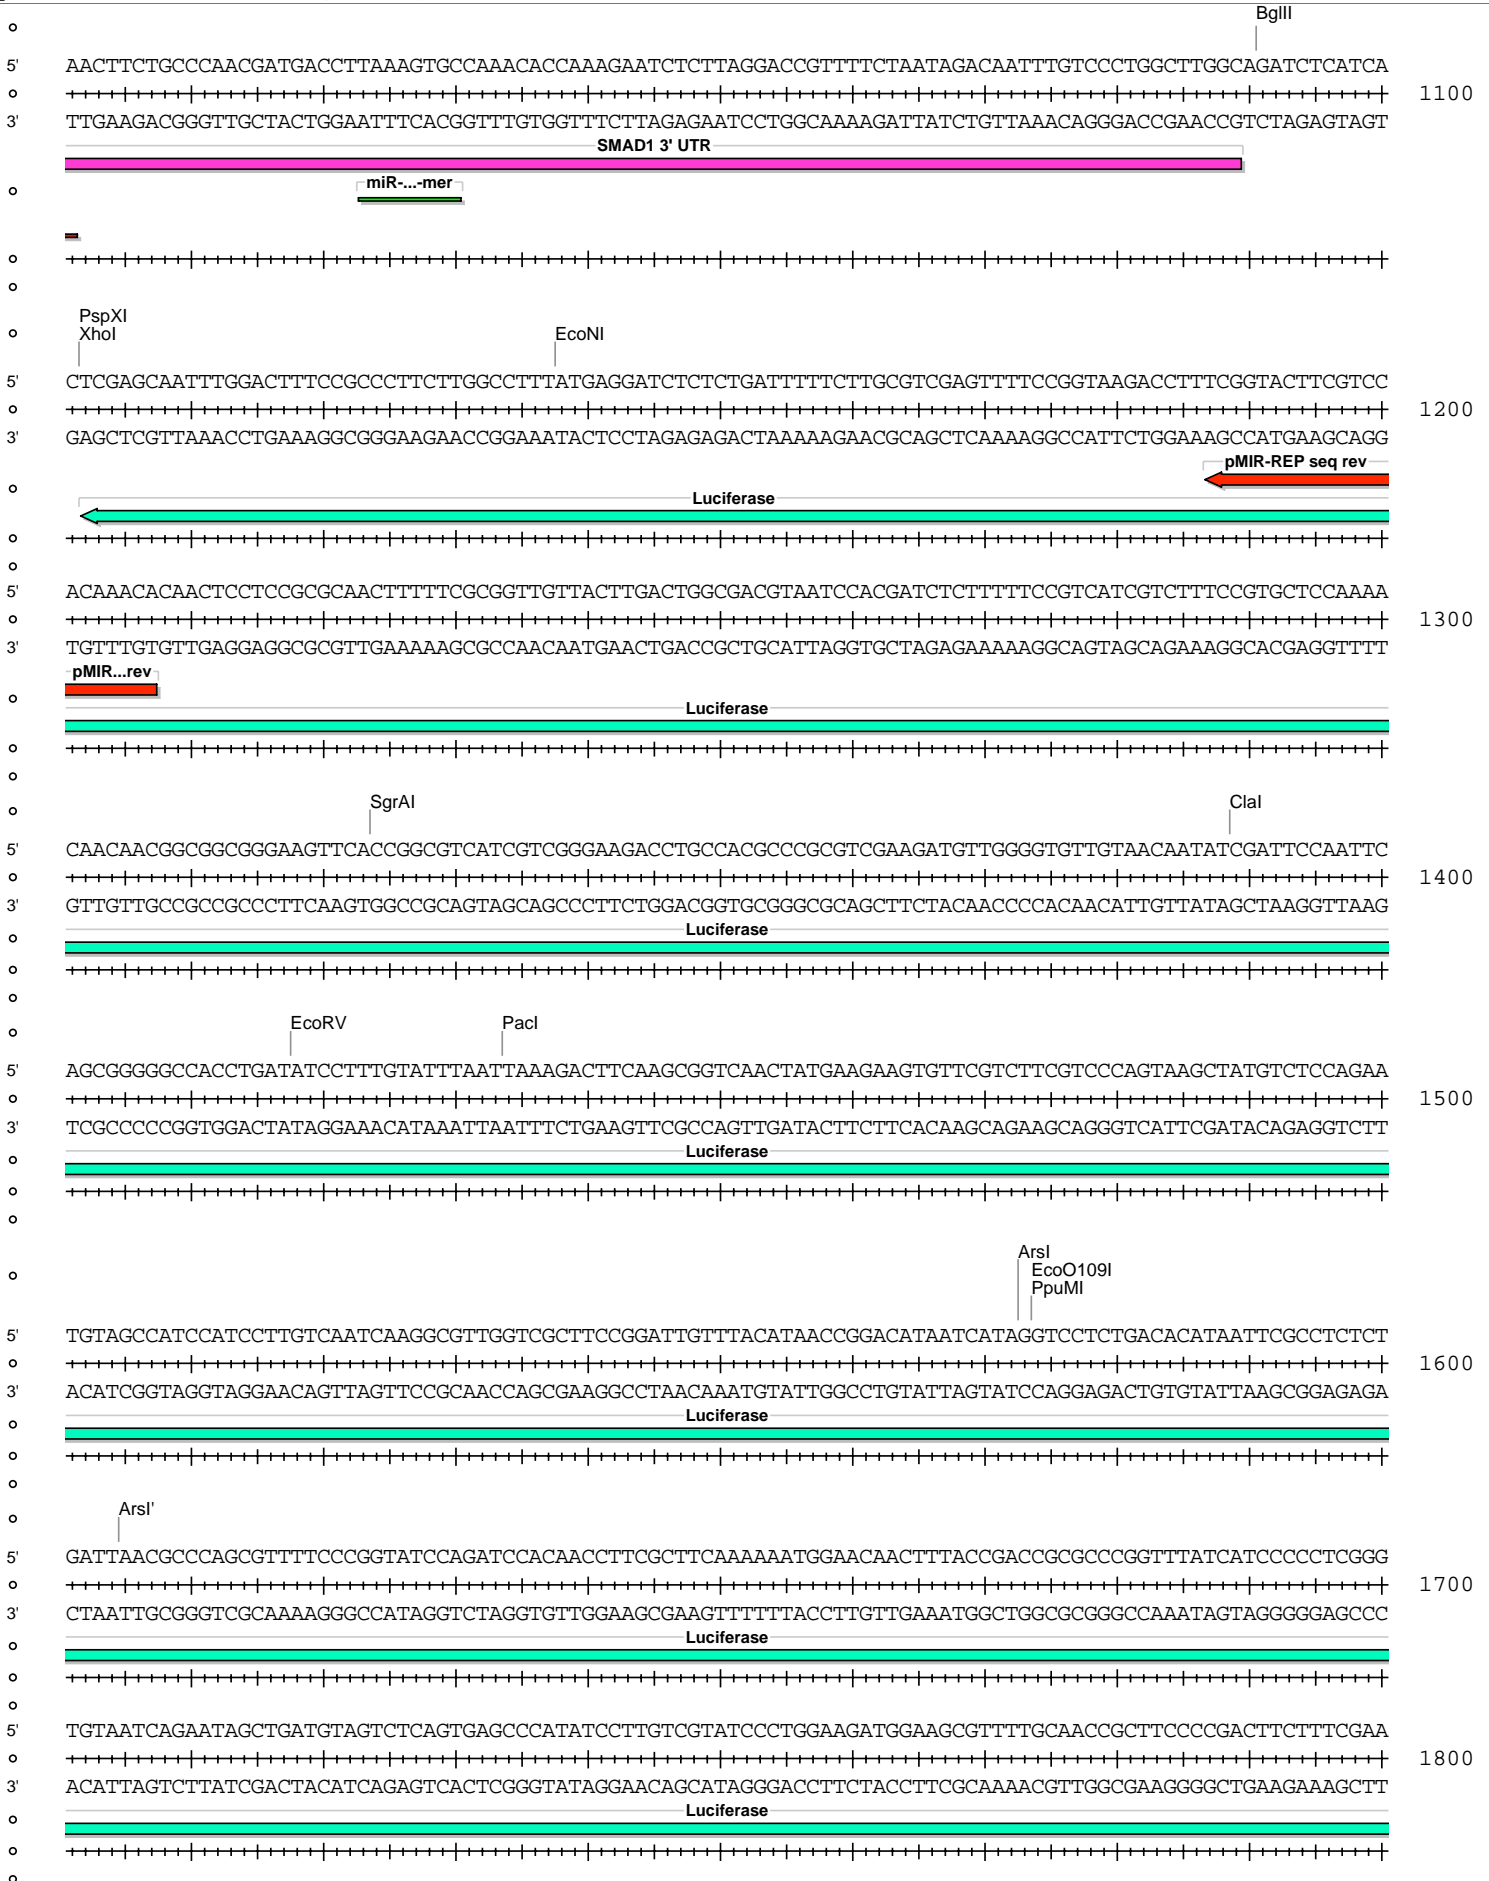 BglII
5' AACTTCTGCCCAACGATGACCTTAAAGTGCCAAACACCAAAGAATCTCTTAGGACCGTTTTCTAATAGACAATTTGTCCCTGGCTTGGCAGATCTCATCA
1100
3' TTGAAGACGGGTTGCTACTGGAATTTCACGGTTTGTGGTTTCTTAGAGAATCCTGGCAAAAGATTATCTGTTAAACAGGGACCGAACCGTCTAGAGTAGT
SMAD1 3' UTR
miR-...-mer
PspXI
XhoI EcoNI
5' CTCGAGCAATTTGGACTTTCCGCCCTTCTTGGCCTTTATGAGGATCTCTCTGATTTTTCTTGCGTCGAGTTTTCCGGTAAGACCTTTCGGTACTTCGTCC
1200
3' GAGCTCGTTAAACCTGAAAGGCGGGAAGAACCGGAAATACTCCTAGAGAGACTAAAAAGAACGCAGCTCAAAAGGCCATTCTGGAAAGCCATGAAGCAGG
pMIR-REP seq rev
Luciferase
5' ACAAACACAACTCCTCCGCGCAACTTTTTCGCGGTTGTTACTTGACTGGCGACGTAATCCACGATCTCTTTTTCCGTCATCGTCTTTCCGTGCTCCAAAA
1300
3' TGTTTGTGTTGAGGAGGCGCGTTGAAAAAGCGCCAACAATGAACTGACCGCTGCATTAGGTGCTAGAGAAAAAGGCAGTAGCAGAAAGGCACGAGGTTTT
pMIR...rev
Luciferase
SgrAI ClaI
5' CAACAACGGCGGCGGGAAGTTCACCGGCGTCATCGTCGGGAAGACCTGCCACGCCCGCGTCGAAGATGTTGGGGTGTTGTAACAATATCGATTCCAATTC
1400
3' GTTGTTGCCGCCGCCCTTCAAGTGGCCGCAGTAGCAGCCCTTCTGGACGGTGCGGGCGCAGCTTCTACAACCCCACAACATTGTTATAGCTAAGGTTAAG
Luciferase
EcoRV PacI
5' AGCGGGGGCCACCTGATATCCTTTGTATTTAATTAAAGACTTCAAGCGGTCAACTATGAAGAAGTGTTCGTCTTCGTCCCAGTAAGCTATGTCTCCAGAA
1500
3' TCGCCCCCGGTGGACTATAGGAAACATAAATTAATTTCTGAAGTTCGCCAGTTGATACTTCTTCACAAGCAGAAGCAGGGTCATTCGATACAGAGGTCTT
Luciferase
ArsI
EcoO109I
PpuMI
5' TGTAGCCATCCATCCTTGTCAATCAAGGCGTTGGTCGCTTCCGGATTGTTTACATAACCGGACATAATCATAGGTCCTCTGACACATAATTCGCCTCTCT
1600
3' ACATCGGTAGGTAGGAACAGTTAGTTCCGCAACCAGCGAAGGCCTAACAAATGTATTGGCCTGTATTAGTATCCAGGAGACTGTGTATTAAGCGGAGAGA
Luciferase
ArsI'
5' GATTAACGCCCAGCGTTTTCCCGGTATCCAGATCCACAACCTTCGCTTCAAAAAATGGAACAACTTTACCGACCGCGCCCGGTTTATCATCCCCCTCGGG
1700
3' CTAATTGCGGGTCGCAAAAGGGCCATAGGTCTAGGTGTTGGAAGCGAAGTTTTTTACCTTGTTGAAATGGCTGGCGCGGGCCAAATAGTAGGGGGAGCCC
Luciferase
5' TGTAATCAGAATAGCTGATGTAGTCTCAGTGAGCCCATATCCTTGTCGTATCCCTGGAAGATGGAAGCGTTTTGCAACCGCTTCCCCGACTTCTTTCGAA
1800
3' ACATTAGTCTTATCGACTACATCAGAGTCACTCGGGTATAGGAACAGCATAGGGACCTTCTACCTTCGCAAAACGTTGGCGAAGGGGCTGAAGAAAGCTT
Luciferase